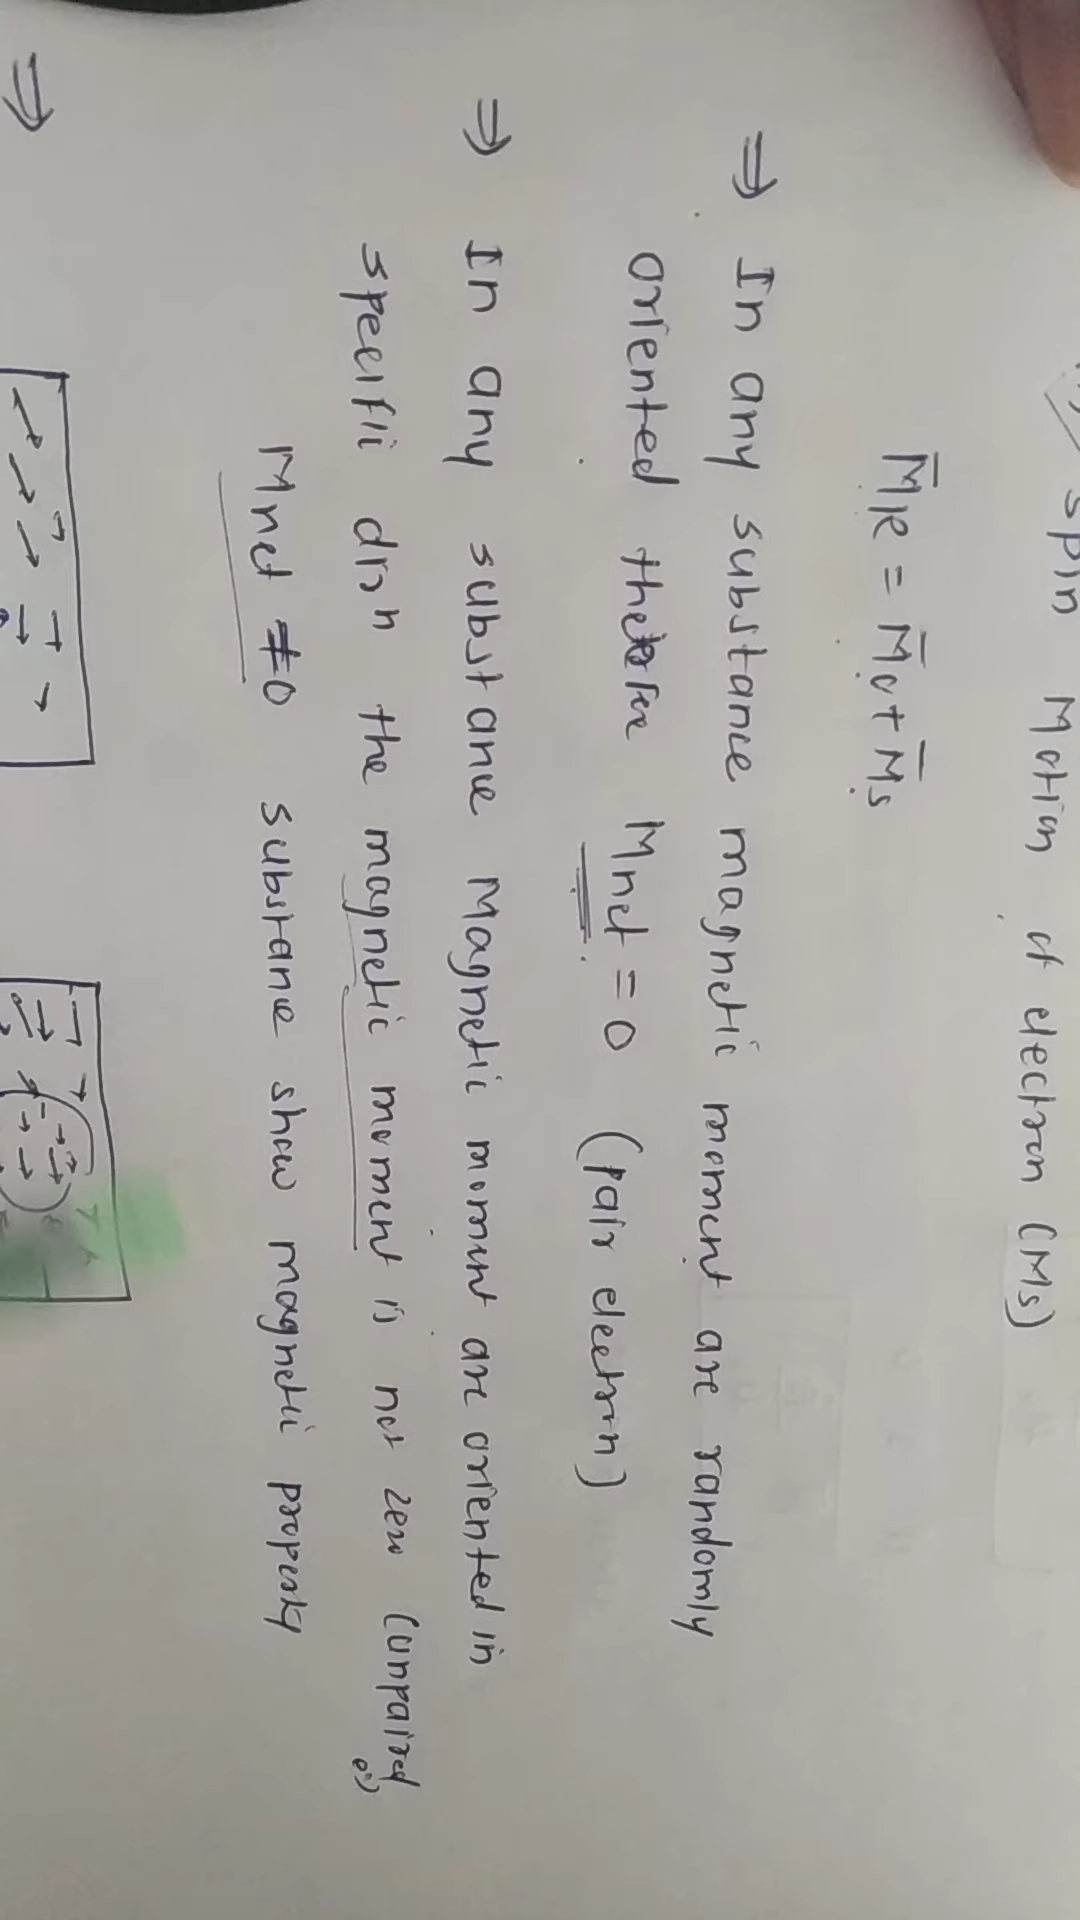 Spin Motion of electron (Ms)
M̄R = M̄o + M̄s
⇒ In any substance magnetic moment are randomly
oriented Mnet = 0 (pair electron)
⇒ In any substance Magnetic moment are oriented in
specific dirn the magnetic moment is not zero (unpaired e⁻)
Mnet ≠ 0 substance show magnetic property
⇒